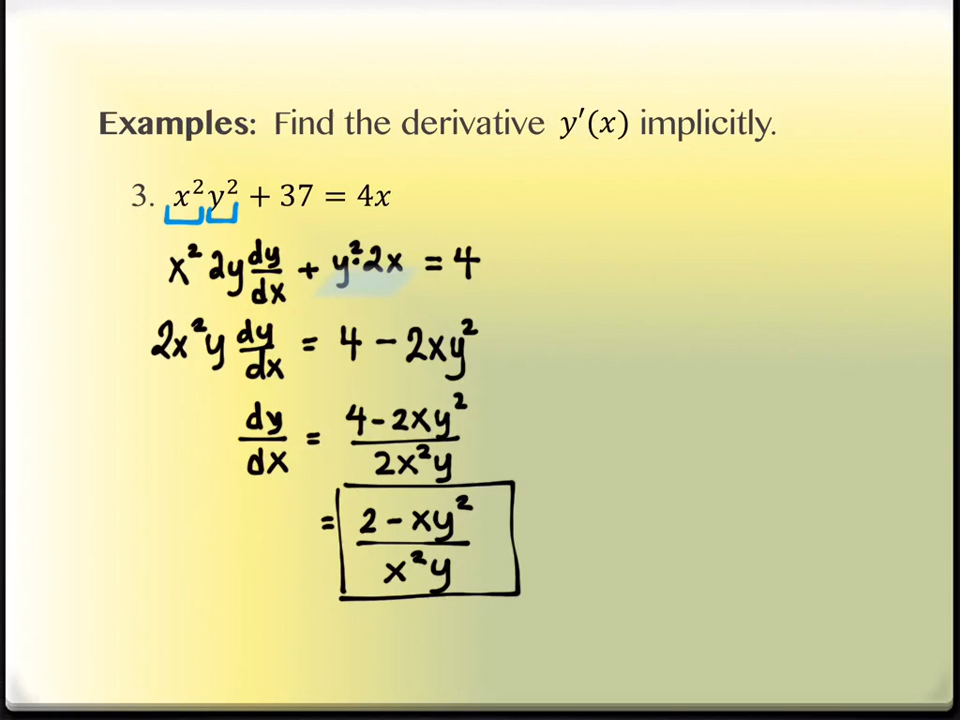 Examples: Find the derivative y′(x) implicitly.
3. x²y² + 37 = 4x
x² 2y dy/dx + y²·2x = 4
2x²y dy/dx = 4 - 2xy²
dy/dx = (4-2xy²)/(2x²y)
= (2-xy²)/(x²y)